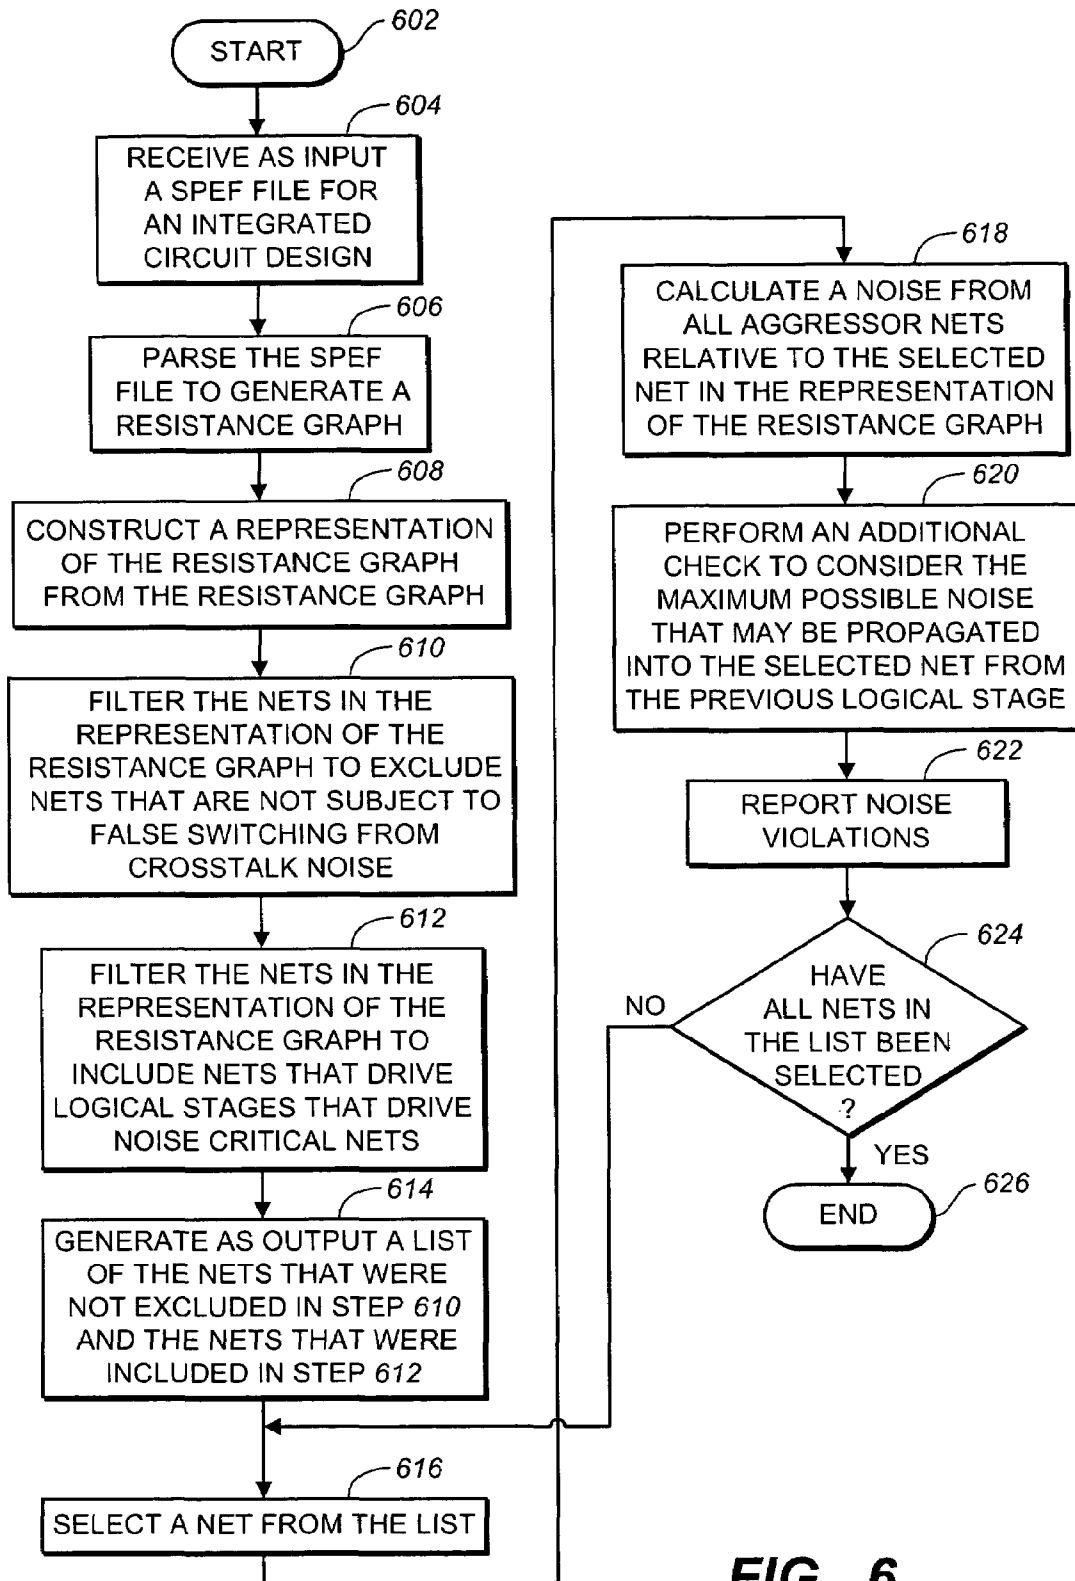 602
START
604
RECEIVE AS INPUT
A SPEF FILE FOR
AN INTEGRATED
CIRCUIT DESIGN
606
PARSE THE SPEF
FILE TO GENERATE A
RESISTANCE GRAPH
608
CONSTRUCT A REPRESENTATION
OF THE RESISTANCE GRAPH
FROM THE RESISTANCE GRAPH
610
FILTER THE NETS IN THE
REPRESENTATION OF THE
RESISTANCE GRAPH TO EXCLUDE
NETS THAT ARE NOT SUBJECT TO
FALSE SWITCHING FROM
CROSSTALK NOISE
612
FILTER THE NETS IN THE
REPRESENTATION OF THE
RESISTANCE GRAPH TO
INCLUDE NETS THAT DRIVE
LOGICAL STAGES THAT DRIVE
NOISE CRITICAL NETS
614
GENERATE AS OUTPUT A LIST
OF THE NETS THAT WERE
NOT EXCLUDED IN STEP 610
AND THE NETS THAT WERE
INCLUDED IN STEP 612
616
SELECT A NET FROM THE LIST
618
CALCULATE A NOISE FROM
ALL AGGRESSOR NETS
RELATIVE TO THE SELECTED
NET IN THE REPRESENTATION
OF THE RESISTANCE GRAPH
620
PERFORM AN ADDITIONAL
CHECK TO CONSIDER THE
MAXIMUM POSSIBLE NOISE
THAT MAY BE PROPAGATED
INTO THE SELECTED NET FROM
THE PREVIOUS LOGICAL STAGE
622
REPORT NOISE
VIOLATIONS
624
HAVE
ALL NETS IN
THE LIST BEEN
SELECTED
?
NO
YES
626
END
FIG._6